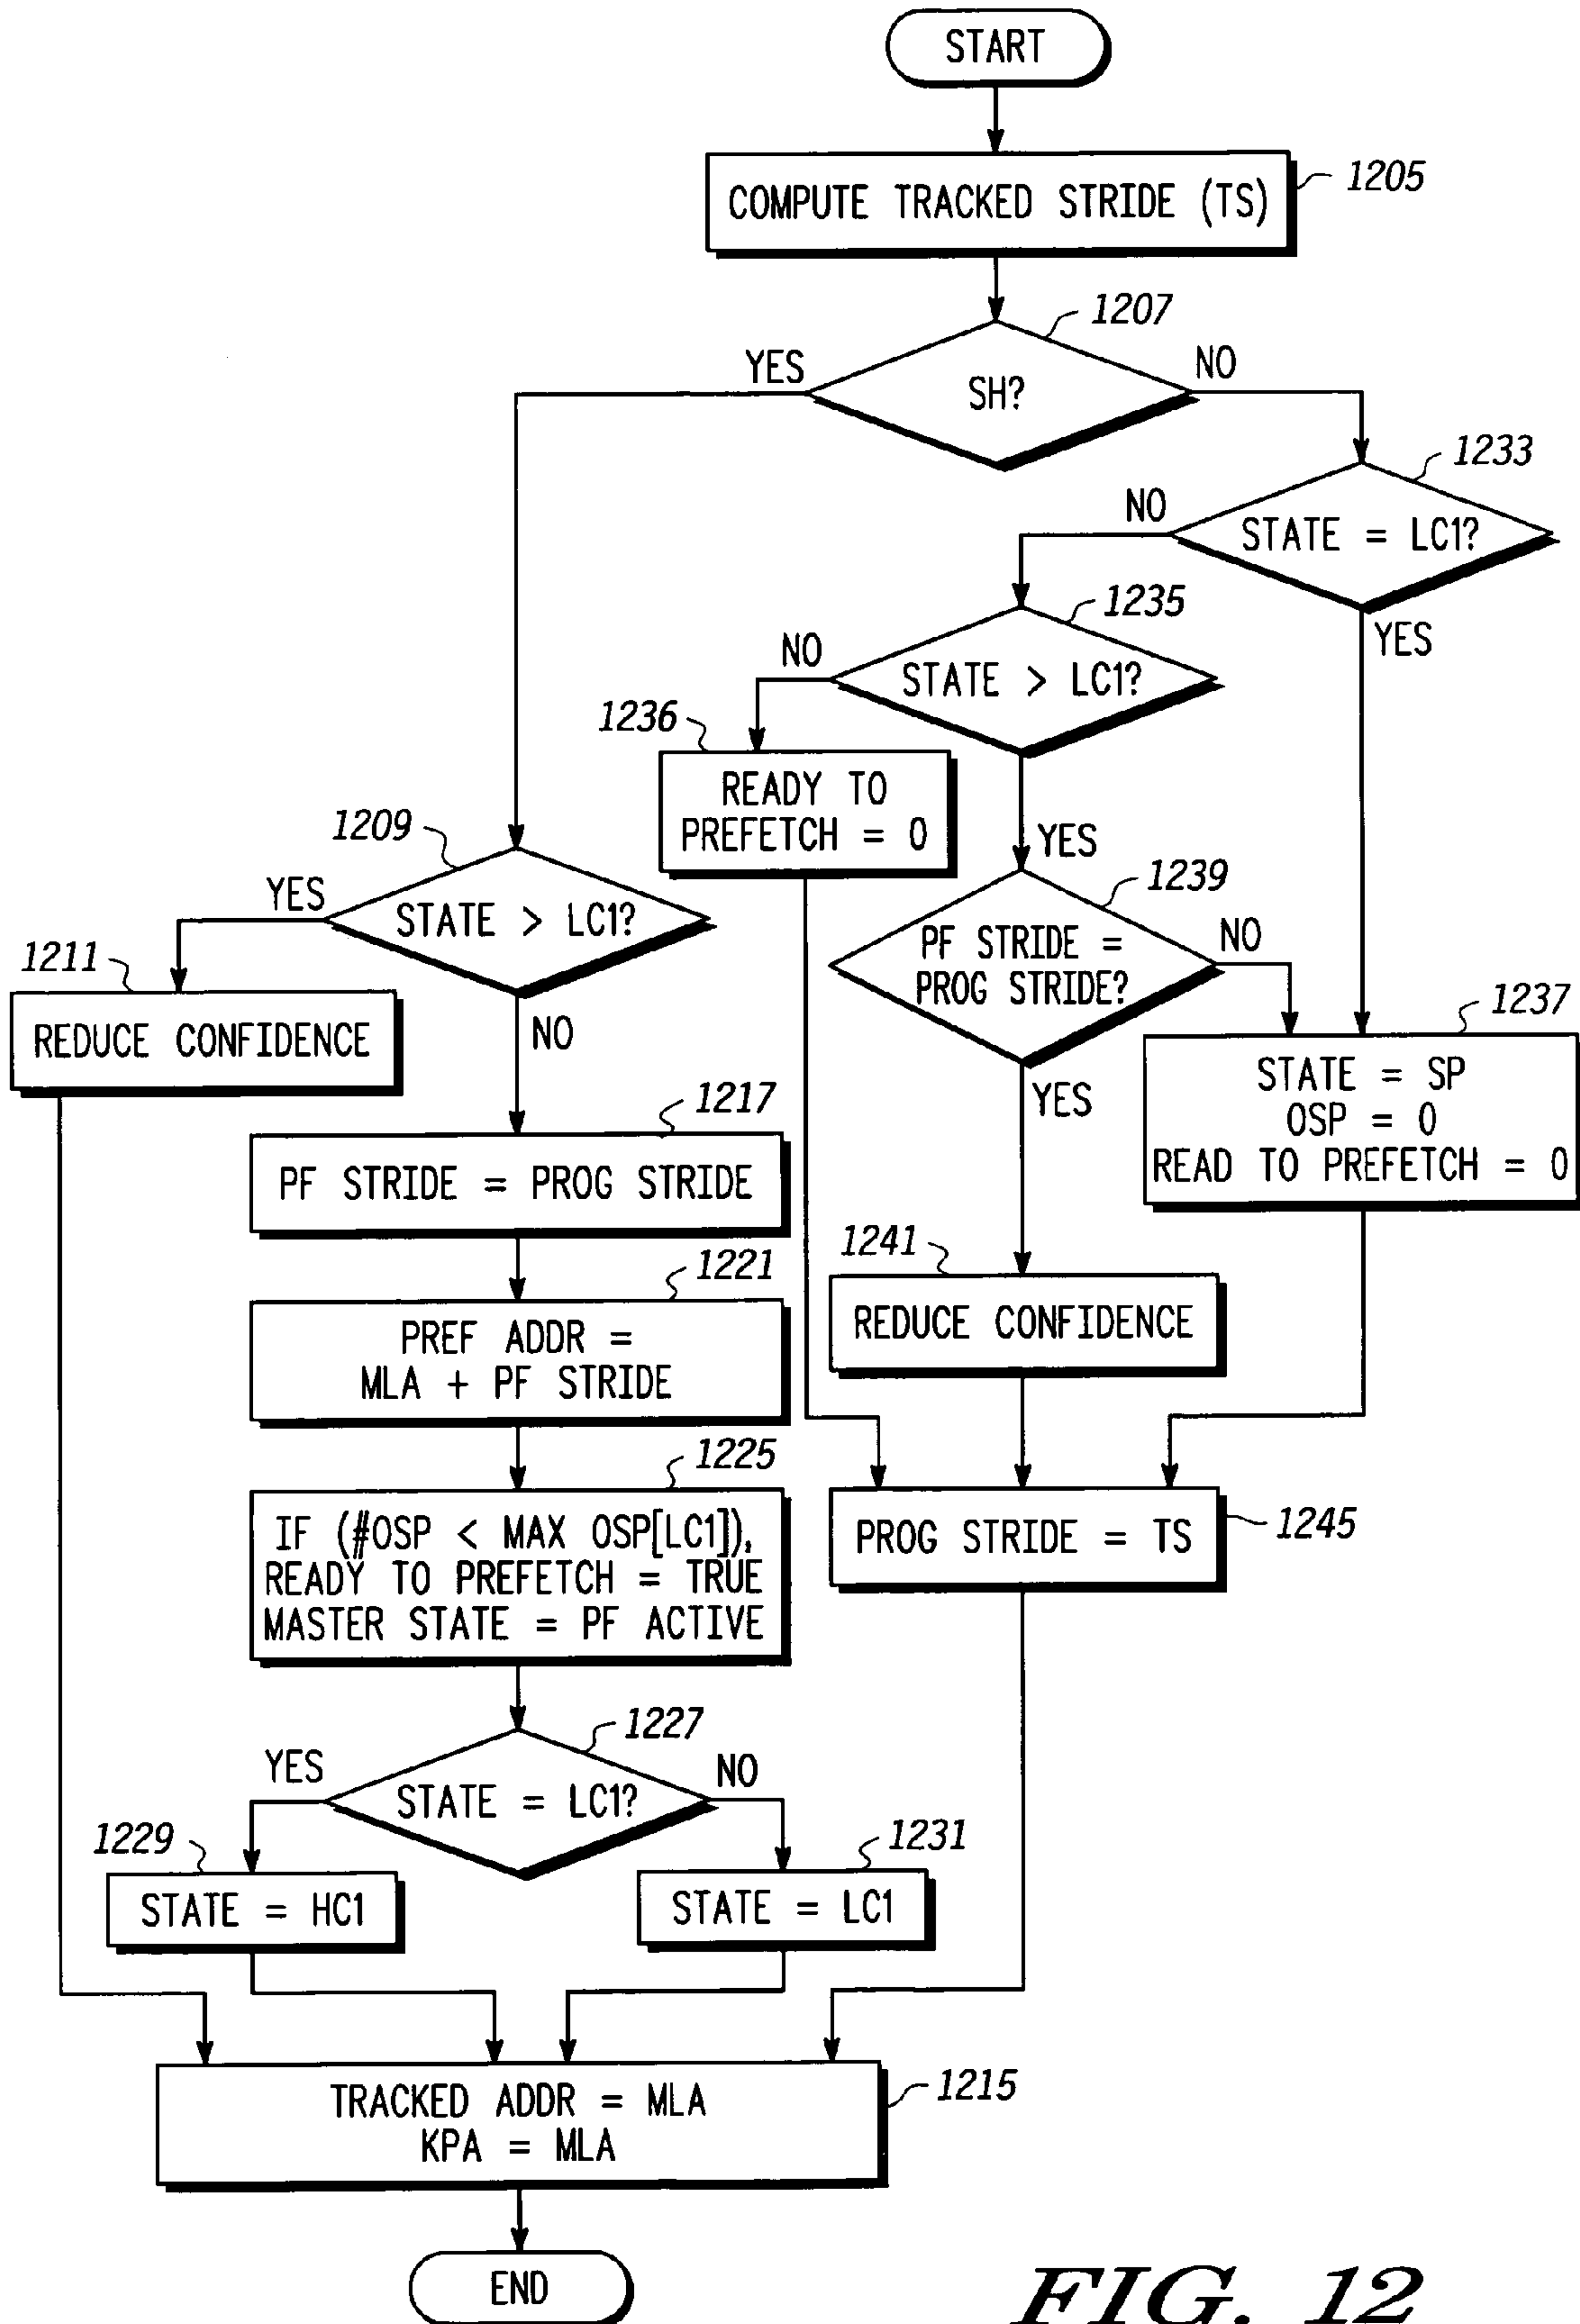 START
COMPUTE TRACKED STRIDE (TS)
1205
1207
YES
SH?
NO
1233
NO
STATE = LC1?
YES
1235
NO
STATE > LC1?
1236
READY TO
PREFETCH = 0
YES
1209
YES
STATE > LC1?
NO
1239
PF STRIDE =
PROG STRIDE?
NO
YES
1211
REDUCE CONFIDENCE
1237
STATE = SP
OSP = 0
READ TO PREFETCH = 0
1217
PF STRIDE = PROG STRIDE
1241
REDUCE CONFIDENCE
1221
PREF ADDR =
MLA + PF STRIDE
1225
IF (#OSP < MAX OSP[LC1]),
READY TO PREFETCH = TRUE
MASTER STATE = PF ACTIVE
PROG STRIDE = TS
1245
1227
YES
STATE = LC1?
NO
1229
STATE = HC1
1231
STATE = LC1
TRACKED ADDR = MLA
KPA = MLA
1215
END
FIG. 12